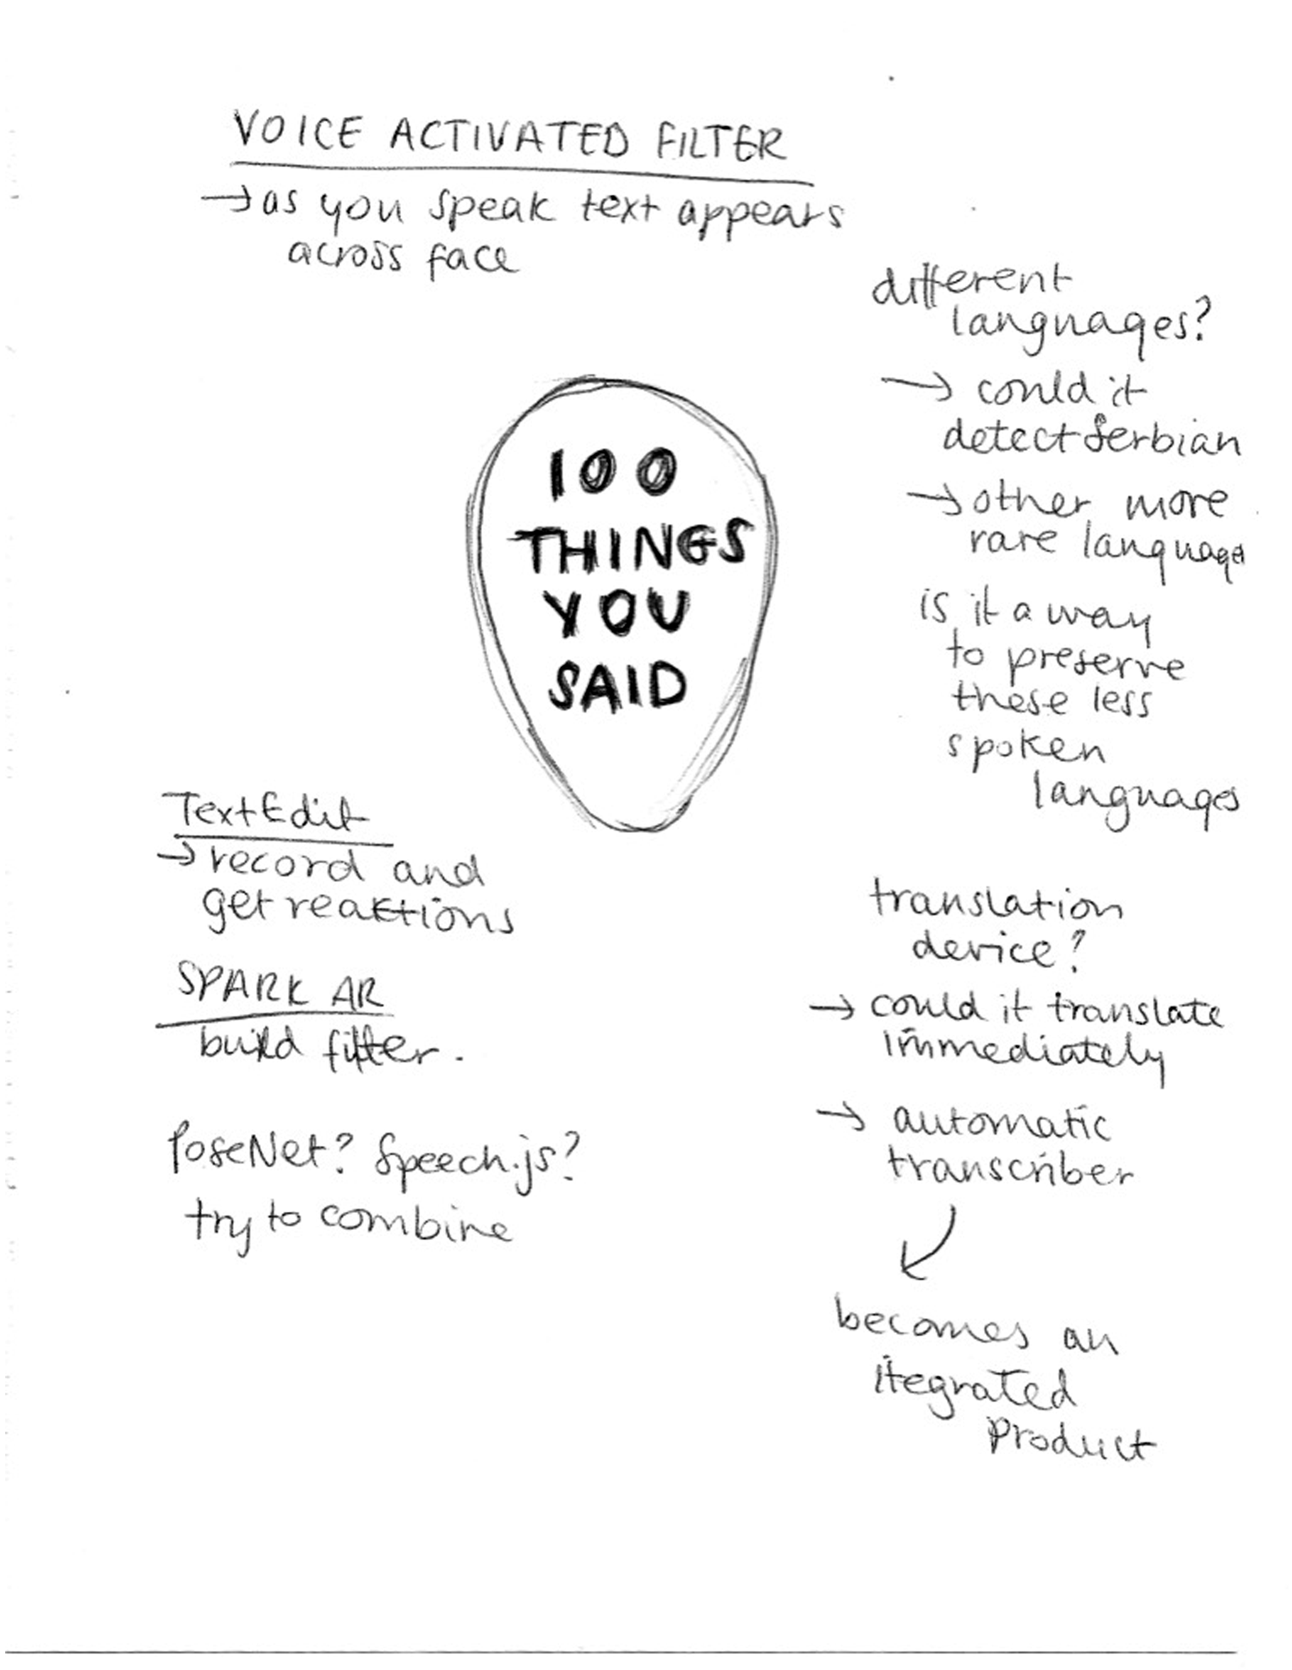 VOICE ACTIVATED FILTER
→ as you speak text appears
across face
different
languages?
→ could it
detect Serbian
→ other more
rare language
is it a way
to preserve
these less
spoken
languages
100
THINGS
YOU
SAID
TextEdit
→ record and
get reaktions
SPARK AR
build filter.
PoseNet? Speech.js?
try to combine
translation
device?
→ could it translate
immediately
→ automatic
transcriber
becomes an
itegrated
product